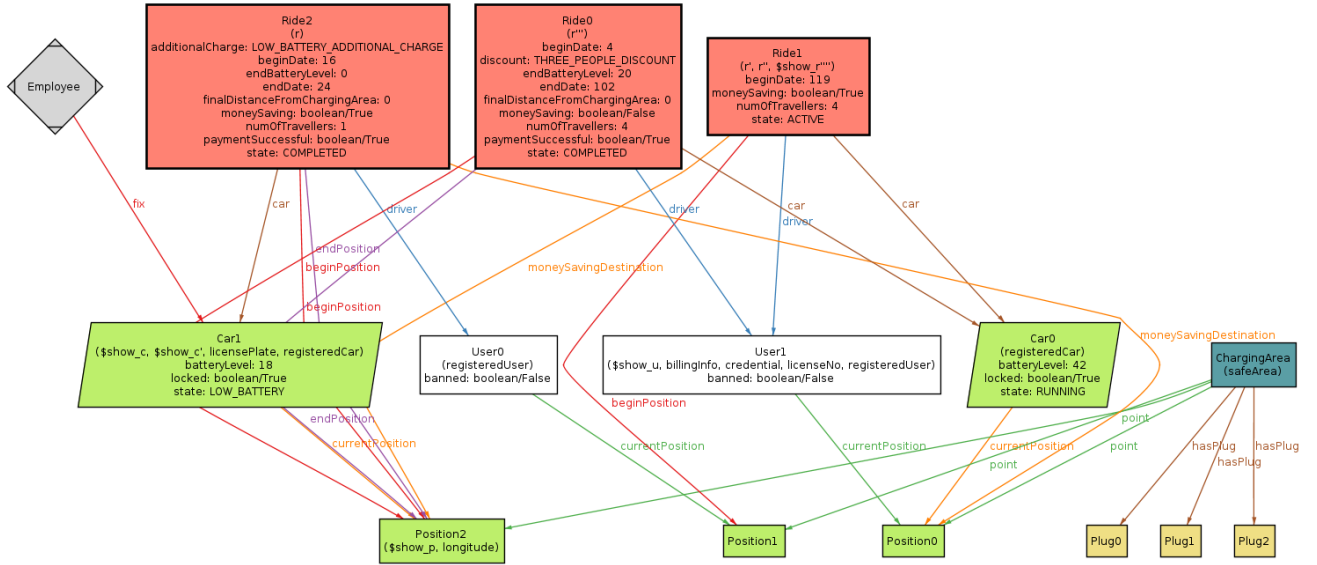 Ride2
(r)
additionalCharge: LOW_BATTERY_ADDITIONAL_CHARGE
beginDate: 16
endBatteryLevel: 0
endDate: 24
finalDistanceFromChargingArea: 0
moneySaving: boolean/True
numOfTravellers: 1
paymentSuccessful: boolean/True
state: COMPLETED
Ride0
(r''')
beginDate: 4
discount: THREE_PEOPLE_DISCOUNT
endBatteryLevel: 20
endDate: 102
finalDistanceFromChargingArea: 0
moneySaving: boolean/False
numOfTravellers: 4
paymentSuccessful: boolean/True
state: COMPLETED
Ride1
(r', r'', $show_r'''')
beginDate: 119
moneySaving: boolean/True
numOfTravellers: 4
state: ACTIVE
Employee
fix
car
driver
driver
car
driver
car
endPosition
beginPosition
moneySavingDestination
beginPosition
moneySavingDestination
Car1
($show_c, $show_c', licensePlate, registeredCar)
batteryLevel: 18
locked: boolean/True
state: LOW_BATTERY
User0
(registeredUser)
banned: boolean/False
User1
($show_u, billingInfo, credential, licenseNo, registeredUser)
banned: boolean/False
Car0
(registeredCar)
batteryLevel: 42
locked: boolean/True
state: RUNNING
ChargingArea
(safeArea)
beginPosition
endPosition
point
currentPosition
currentPosition
currentPosition
currentPosition
point
hasPlug
hasPlug
hasPlug
point
Position2
($show_p, longitude)
Position1
Position0
Plug0
Plug1
Plug2